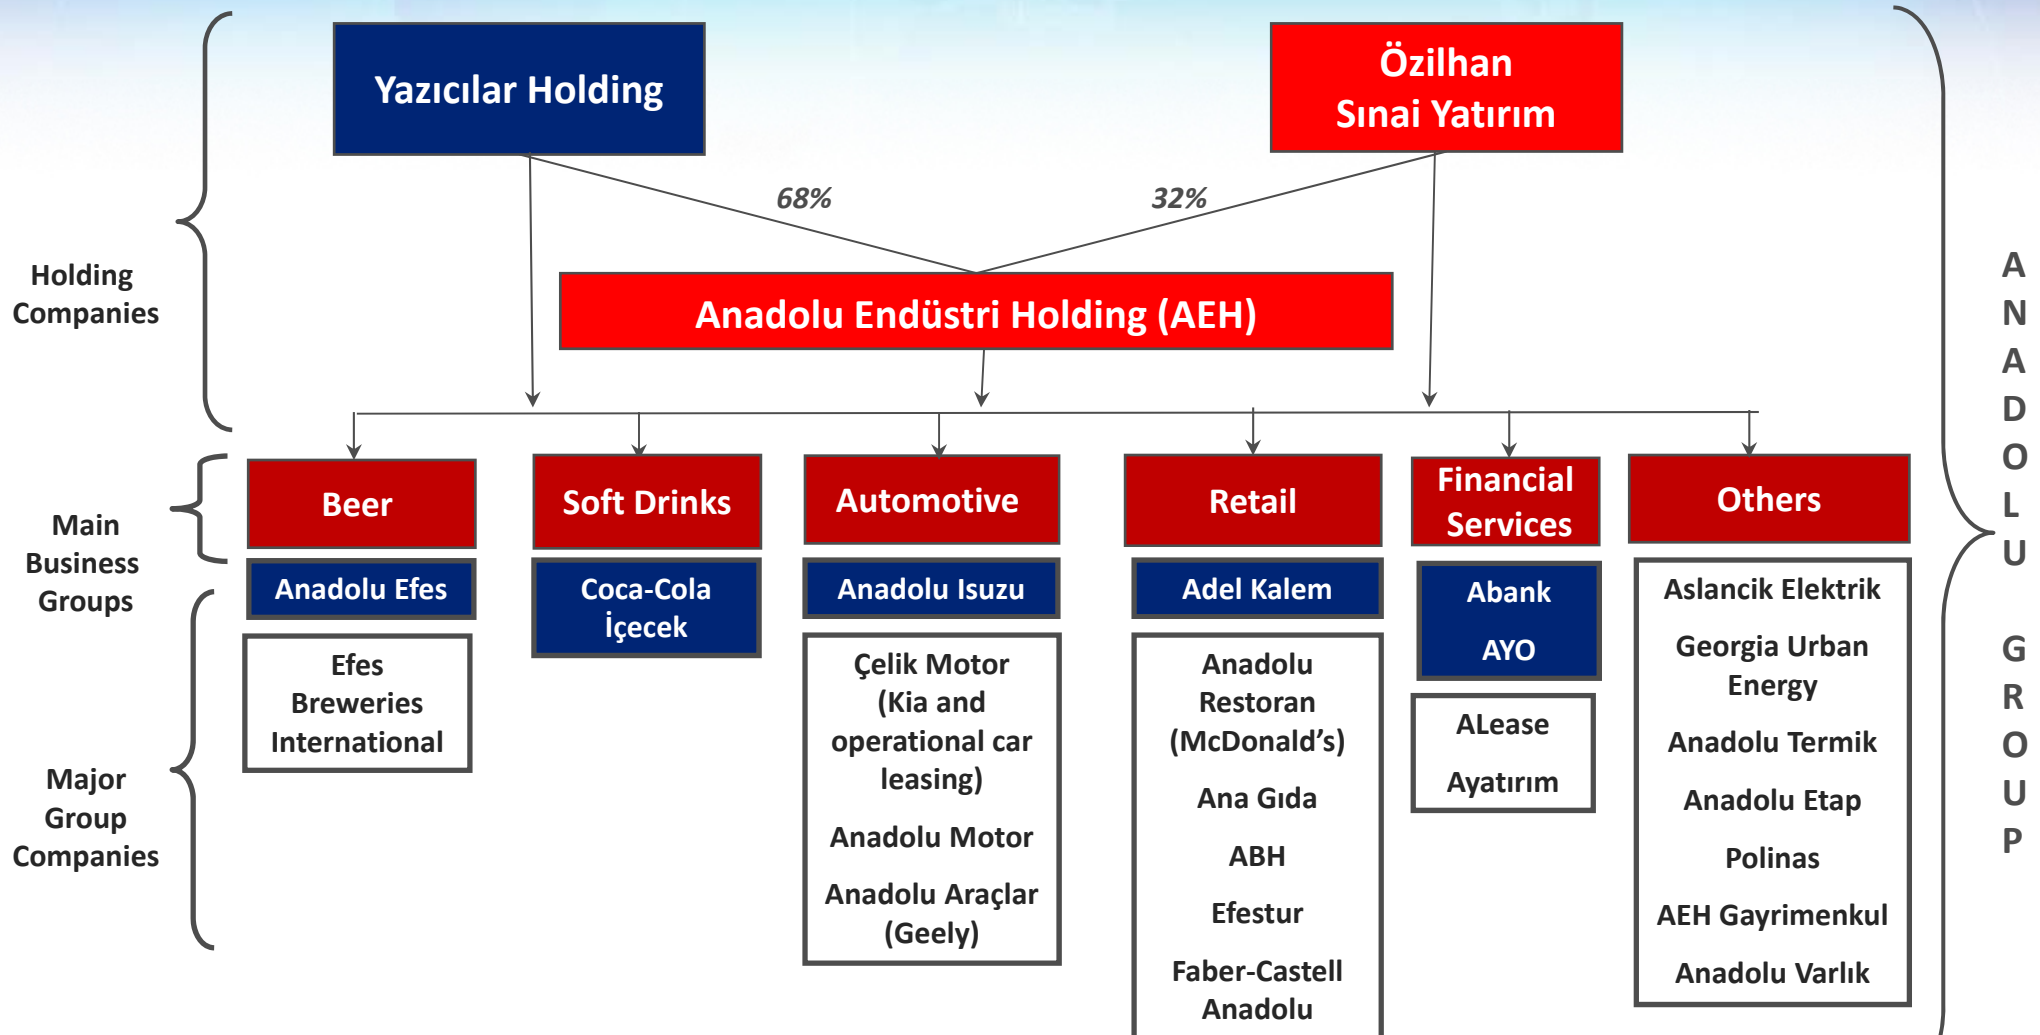 Yazıcılar Holding
Özilhan
Sınai Yatırım
68%
32%
Holding
Companies
Anadolu Endüstri Holding (AEH)
Main
Business
Groups
Beer
Soft Drinks
Automotive
Retail
Financial
Services
Others
Major
Group
Companies
Anadolu Efes
Efes
Breweries
International
Coca-Cola
İçecek
Anadolu Isuzu
Çelik Motor
(Kia and
operational car
leasing)
Anadolu Motor
Anadolu Araçlar
(Geely)
Adel Kalem
Anadolu
Restoran
(McDonald’s)
Ana Gıda
ABH
Efestur
Faber-Castell
Anadolu
Abank
AYO
ALease
Ayatırım
Aslancik Elektrik
Georgia Urban
Energy
Anadolu Termik
Anadolu Etap
Polinas
AEH Gayrimenkul
Anadolu Varlık
A
N
A
D
O
L
U
G
R
O
U
P